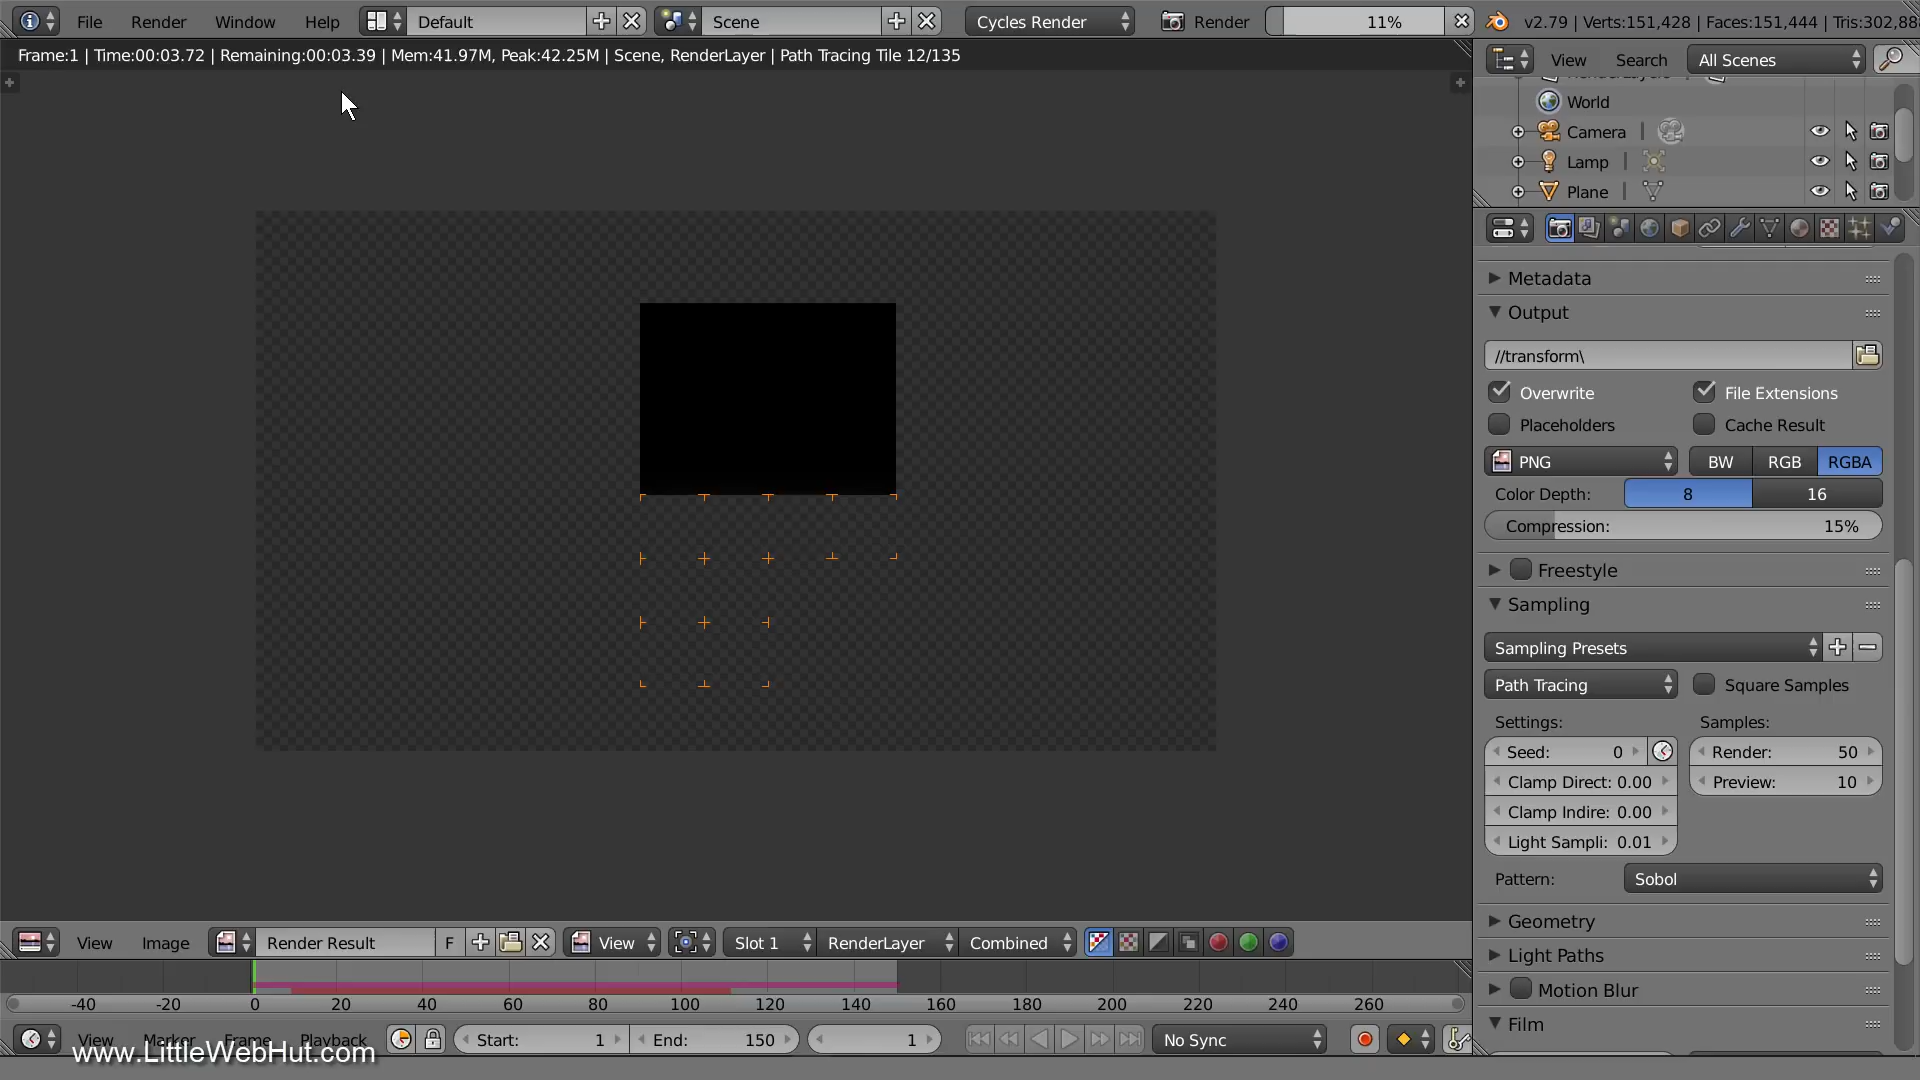 File Render Window Help Default Scene Cycles Render Render 11% v2.79 | Verts:151,428 | Faces:151,444 | Tris:302,88
Frame:1 | Time:00:03.72 | Remaining:00:03.39 | Mem:41.97M, Peak:42.25M | Scene, RenderLayer | Path Tracing Tile 12/135
View Search All Scenes
World
Camera
Lamp
Plane
Metadata
Output
//transform\
Overwrite File Extensions
Placeholders Cache Result
PNG BW RGB RGBA
Color Depth: 8 16
Compression: 15%
Freestyle
Sampling
Sampling Presets
Path Tracing Square Samples
Settings: Samples:
Seed: 0 Render: 50
Clamp Direct: 0.00 Preview: 10
Clamp Indire: 0.00
Light Sampli: 0.01
Pattern: Sobol
Geometry
Light Paths
Motion Blur
Film
View Image Render Result F View Slot 1 RenderLayer Combined
-40 -20 0 20 40 60 80 100 120 140 160 180 200 220 240 260
View Marker Frame Playback Start: 1 End: 150 1 No Sync
www.LittleWebHut.com